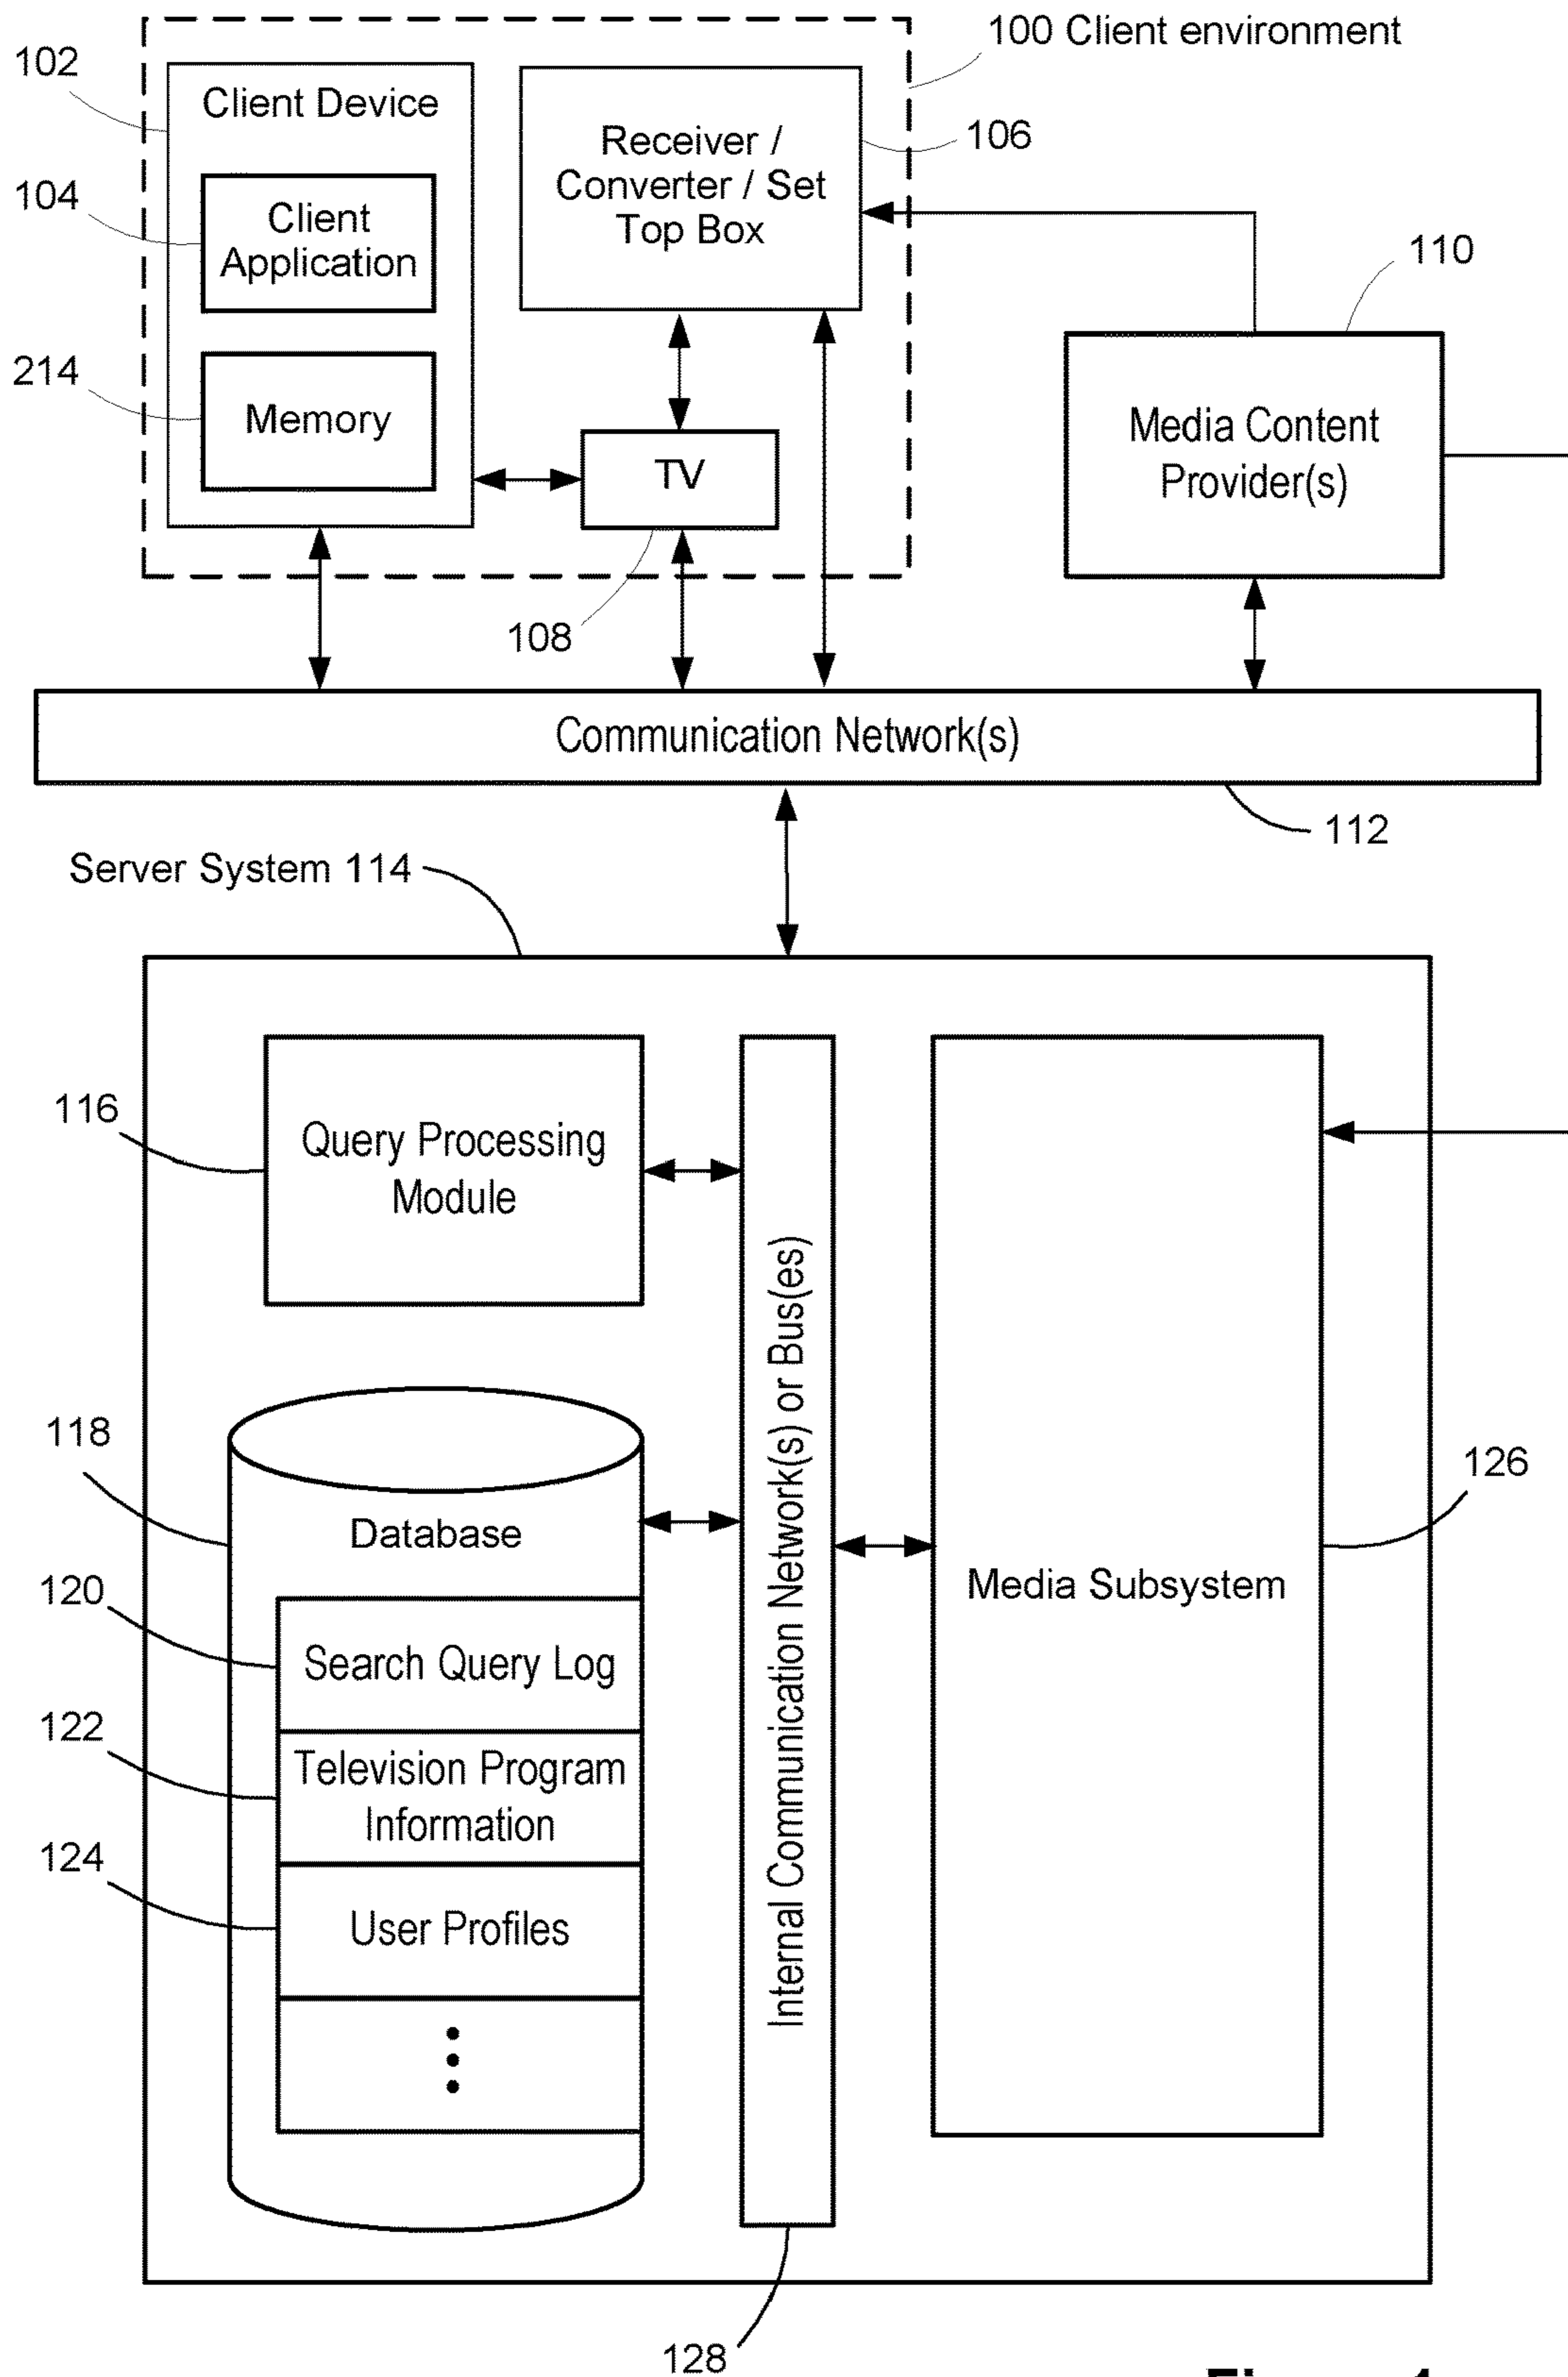 100 Client environment
102
Client Device
104
Client
Application
214
Memory
Receiver /
Converter / Set
Top Box
106
TV
108
110
Media Content
Provider(s)
Communication Network(s)
112
Server System 114
116
Query Processing
Module
118
Database
120
Search Query Log
122
Television Program
Information
124
User Profiles
Internal Communication Network(s) or Bus(es)
128
Media Subsystem
126